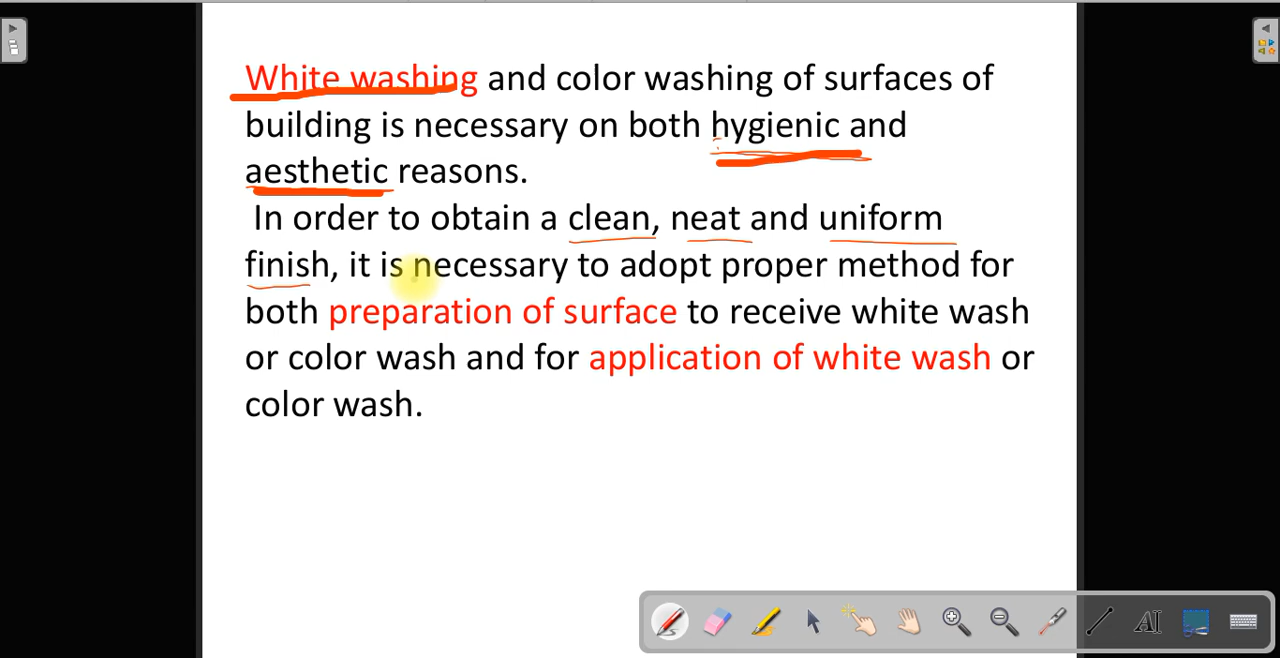 White washing and color washing of surfaces of
building is necessary on both hygienic and
aesthetic reasons.
In order to obtain a clean, neat and uniform
finish, it is necessary to adopt proper method for
both preparation of surface to receive white wash
or color wash and for application of white wash or
color wash.
AI